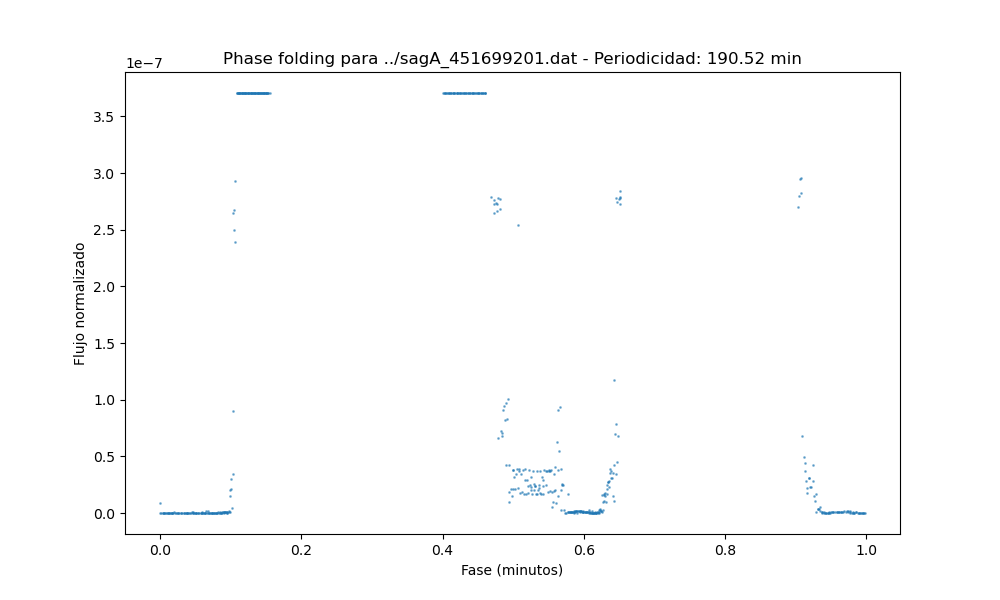 Phase folding para ../sagA_451699201.dat - Periodicidad: 190.52 min
1e−7
3.5
3.0
2.5
2.0
1.5
1.0
0.5
0.0
Flujo normalizado
0.0 0.2 0.4 0.6 0.8 1.0
Fase (minutos)